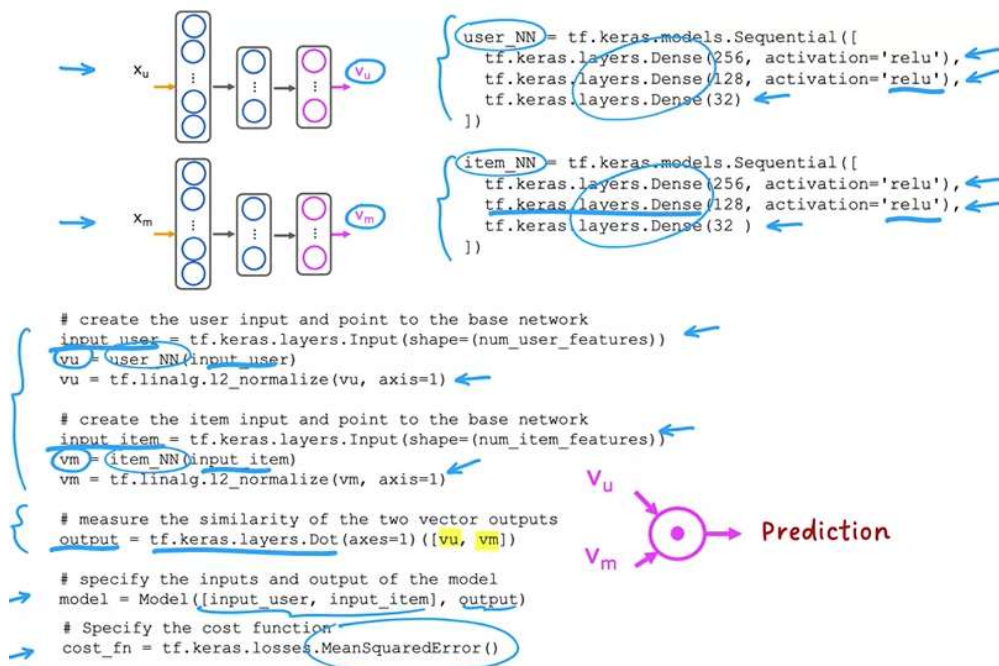 x_u
v_u
user_NN = tf.keras.models.Sequential([
tf.keras.layers.Dense(256, activation='relu'),
tf.keras.layers.Dense(128, activation='relu'),
tf.keras.layers.Dense(32)
])
x_m
v_m
item_NN = tf.keras.models.Sequential([
tf.keras.layers.Dense(256, activation='relu'),
tf.keras.layers.Dense(128, activation='relu'),
tf.keras.layers.Dense(32 )
])
# create the user input and point to the base network
input_user = tf.keras.layers.Input(shape=(num_user_features))
vu = user_NN(input_user)
vu = tf.linalg.l2_normalize(vu, axis=1)
# create the item input and point to the base network
input_item = tf.keras.layers.Input(shape=(num_item_features))
vm = item_NN(input_item)
vm = tf.linalg.l2_normalize(vm, axis=1)
# measure the similarity of the two vector outputs
output = tf.keras.layers.Dot(axes=1)([vu, vm])
# specify the inputs and output of the model
model = Model([input_user, input_item], output)
# Specify the cost function
cost_fn = tf.keras.losses.MeanSquaredError()
v_u
v_m
Prediction